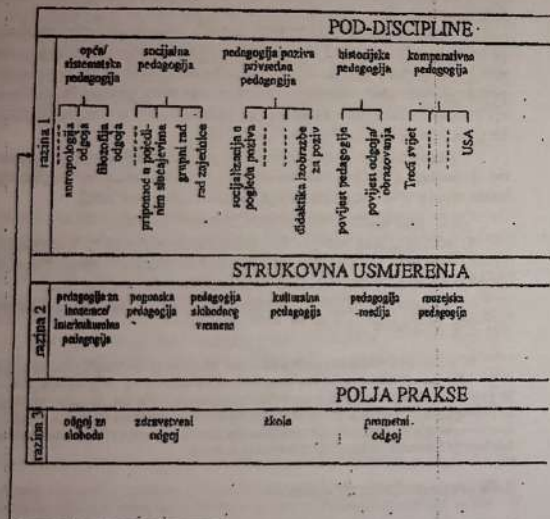 POD-DISCIPLINE
opća/
sistematska
pedagogija
socijalna
pedagogija
pedagogija poziva
privredna
pedagogija
historijska
pedagogija
komparativna
pedagogija
razina 1
antropologija
odgoja
filozofija
odgoja
pripomoć u pojedi-
nim slučajevima
grupni rad
rad zajednice
socijalizacija u
pogledu poziva
didaktika izobrazbe
za poziv
povijest pedagogije
povijest odgoja/
obrazovanja
Treći svijet
USA
STRUKOVNA USMJERENJA
razina 2
pedagogija za
inozemce/
interkulturalna
pedagogija
pogonska
pedagogija
pedagogija
slobodnog
vremena
kulturalna
pedagogija
pedagogija
medija
muzejska
pedagogija
POLJA PRAKSE
razina 3
odgoj za
slobodu
zdravstveni
odgoj
škola
prometni
odgoj